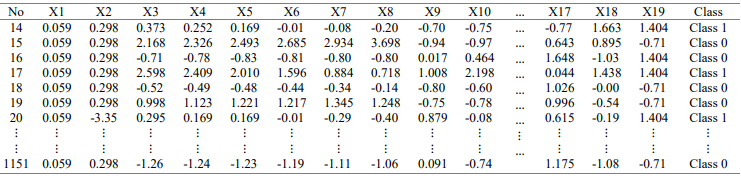 No X1 X2 X3 X4 X5 X6 X7 X8 X9 X10 ... X17 X18 X19 Class
14 0.059 0.298 0.373 0.252 0.169 -0.01 -0.08 -0.20 -0.70 -0.75 ... -0.77 1.663 1.404 Class 1
15 0.059 0.298 2.168 2.326 2.493 2.685 2.934 3.698 -0.94 -0.97 ... 0.643 0.895 -0.71 Class 0
16 0.059 0.298 -0.71 -0.78 -0.83 -0.81 -0.80 -0.80 0.017 0.464 ... 1.648 -1.03 1.404 Class 0
17 0.059 0.298 2.598 2.409 2.010 1.596 0.884 0.718 1.008 2.198 ... 0.044 1.438 1.404 Class 1
18 0.059 0.298 -0.52 -0.49 -0.48 -0.44 -0.34 -0.14 -0.80 -0.60 ... 1.026 -0.00 -0.71 Class 0
19 0.059 0.298 0.998 1.123 1.221 1.217 1.345 1.248 -0.75 -0.78 ... 0.996 -0.54 -0.71 Class 0
20 0.059 -3.35 0.295 0.169 0.169 -0.01 -0.29 -0.40 0.879 -0.08 ... 0.615 -0.19 1.404 Class 1
⋮ ⋮ ⋮ ⋮ ⋮ ⋮ ⋮ ⋮ ⋮ ⋮ ⋮ ⋮ ⋮ ⋮ ⋮ ⋮
1151 0.059 0.298 -1.26 -1.24 -1.23 -1.19 -1.11 -1.06 0.091 -0.74 ... 1.175 -1.08 -0.71 Class 0